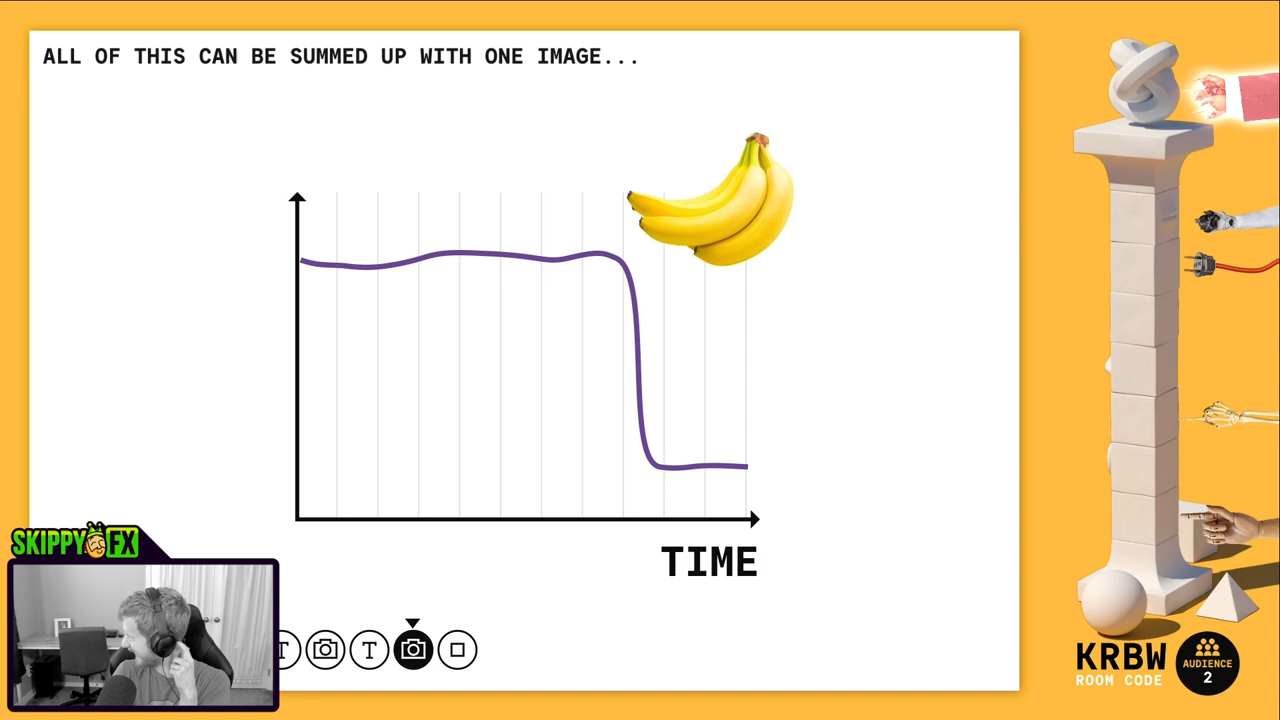 ALL OF THIS CAN BE SUMMED UP WITH ONE IMAGE...
TIME
SKIPPY FX
T
T
KRBW
ROOM CODE
AUDIENCE
2